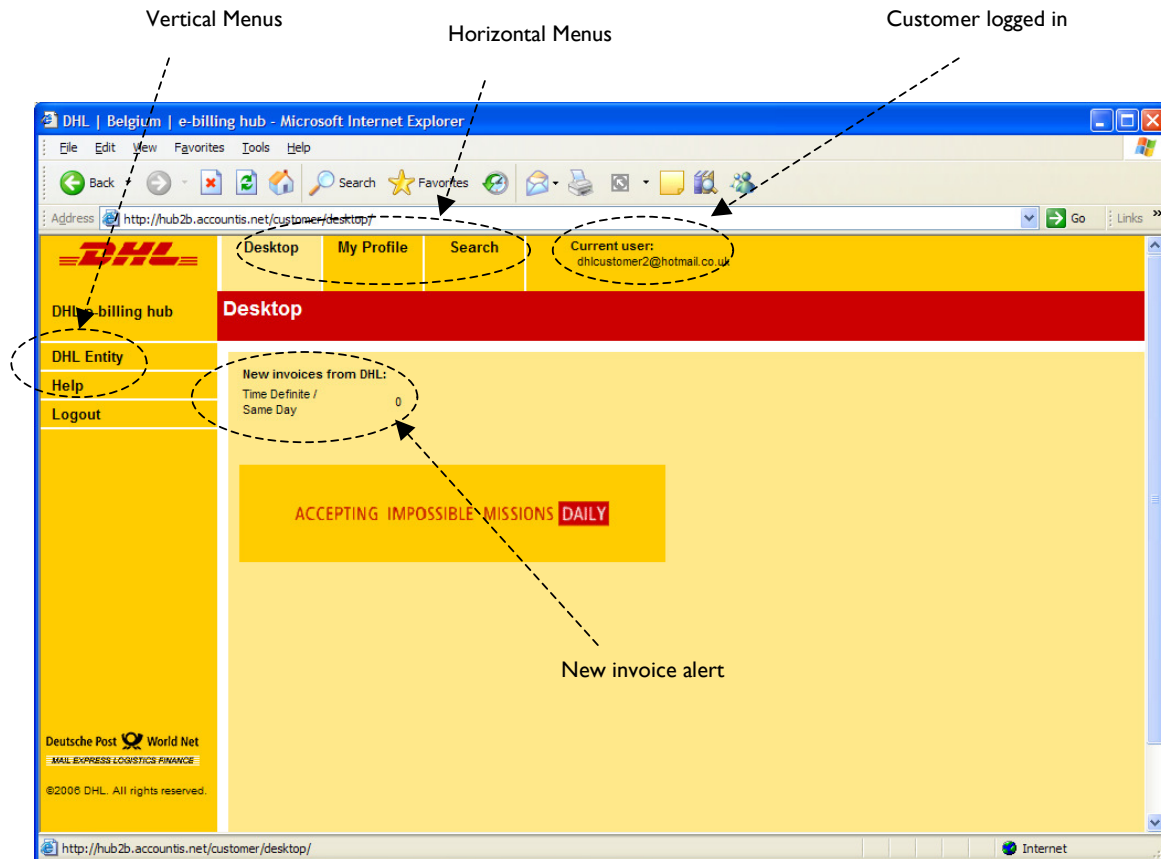 Vertical Menus
Horizontal Menus
Customer logged in
DHL | Belgium | e-billing hub - Microsoft Internet Explorer
File Edit View Favorites Tools Help
Back Search Favorites
Address http://hub2b.accountis.net/customer/desktop/ Go Links »
DHL Desktop My Profile Search Current user:
dhlcustomer2@hotmail.co.uk
DHL e-billing hub Desktop
DHL Entity
Help
Logout
New invoices from DHL:
Time Definite /
Same Day 0
ACCEPTING IMPOSSIBLE MISSIONS DAILY
New invoice alert
Deutsche Post World Net
MAIL EXPRESS LOGISTICS FINANCE
©2006 DHL. All rights reserved.
http://hub2b.accountis.net/customer/desktop/ Internet